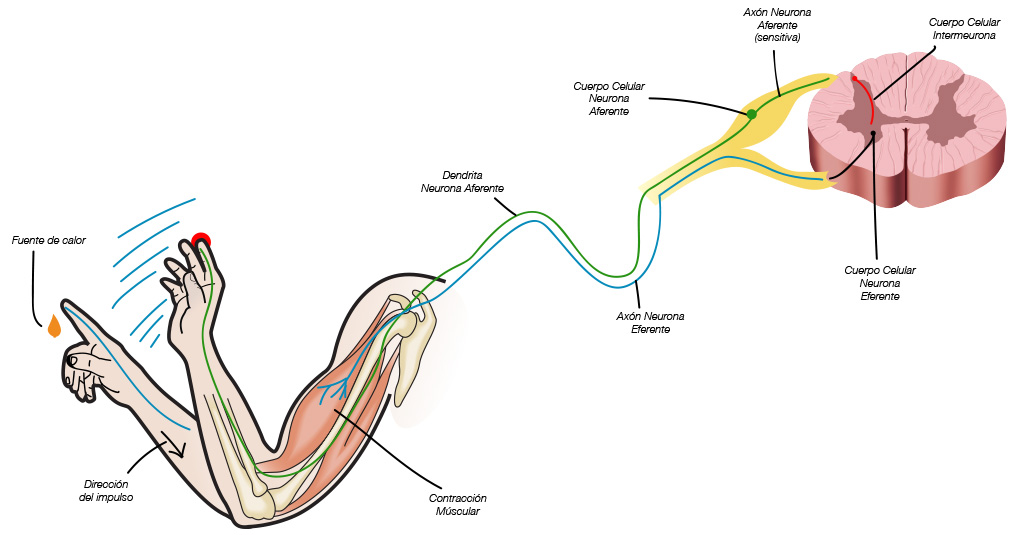 Axón Neurona
Aferente
(sensitiva)
Cuerpo Celular
Intermeurona
Cuerpo Celular
Neurona
Aferente
Dendrita
Neurona Aferente
Fuente de calor
Cuerpo Celular
Neurona
Eferente
Axón Neurona
Eferente
Dirección
del impulso
Contracción
Múscular